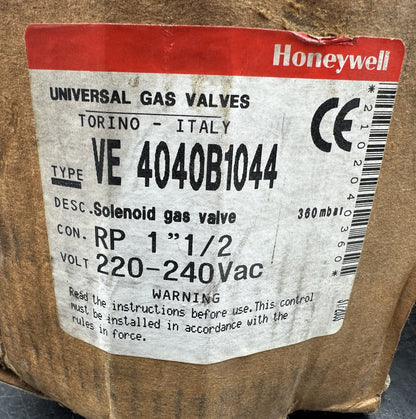 Honeywell
UNIVERSAL GAS VALVES
TORINO - ITALY
TYPE VE 4040B1044
DESC. Solenoid gas valve 360 mbar
CON. RP 1"1/2
VOLT 220-240Vac
WARNING
Read the instructions before use. This control
must be installed in accordance with the
rules in force.
CE
*2102040360*